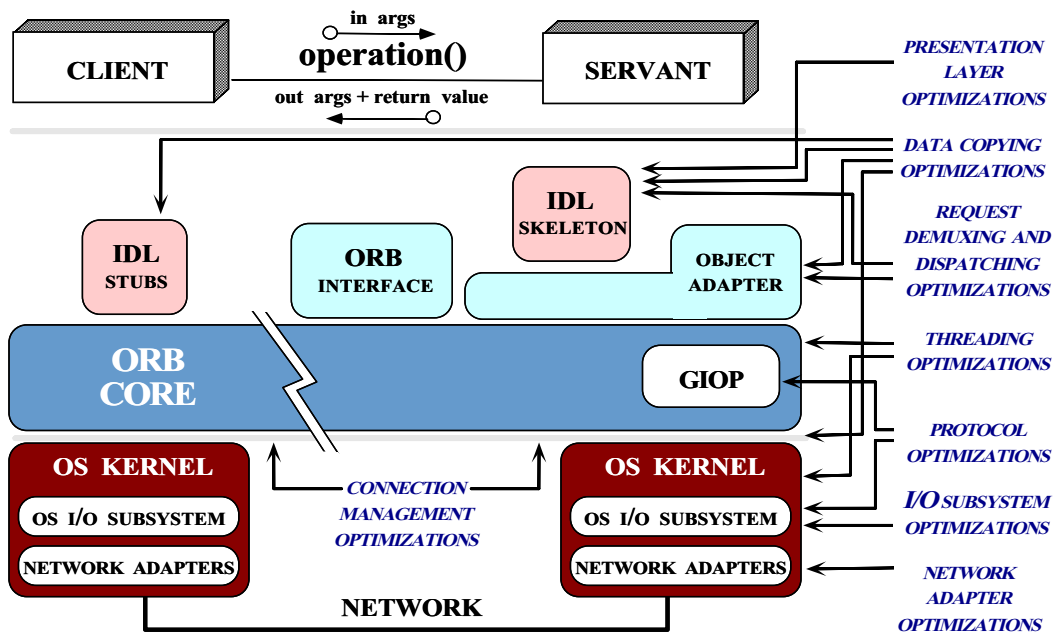 in args
CLIENT
operation()
SERVANT
out args + return value
PRESENTATION
LAYER
OPTIMIZATIONS
DATA COPYING
OPTIMIZATIONS
REQUEST
DEMUXING AND
DISPATCHING
OPTIMIZATIONS
THREADING
OPTIMIZATIONS
PROTOCOL
OPTIMIZATIONS
I/O SUBSYSTEM
OPTIMIZATIONS
NETWORK
ADAPTER
OPTIMIZATIONS
IDL
STUBS
ORB
INTERFACE
IDL
SKELETON
OBJECT
ADAPTER
ORB
CORE
GIOP
OS KERNEL
OS I/O SUBSYSTEM
NETWORK ADAPTERS
CONNECTION
MANAGEMENT
OPTIMIZATIONS
OS KERNEL
OS I/O SUBSYSTEM
NETWORK ADAPTERS
NETWORK